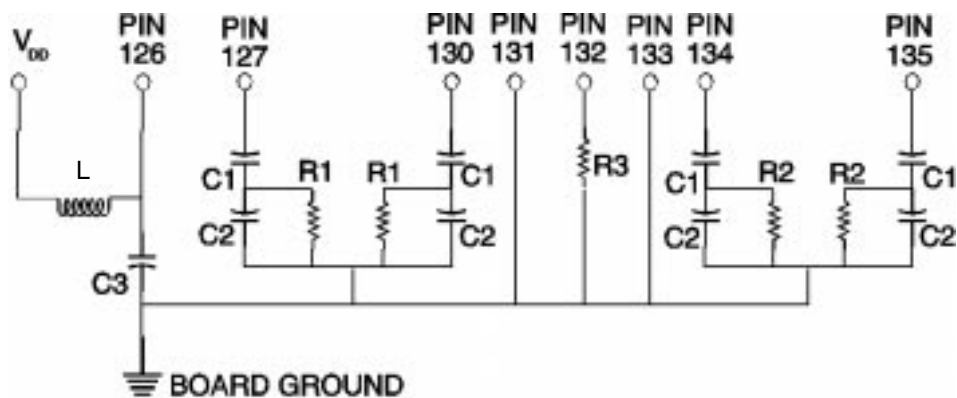 V_DD
PIN 126
PIN 127
PIN 130
PIN 131
PIN 132
PIN 133
PIN 134
PIN 135
L
C1
R1
R1
C1
R3
C1
R2
R2
C1
C2
C2
C2
C2
C3
BOARD GROUND